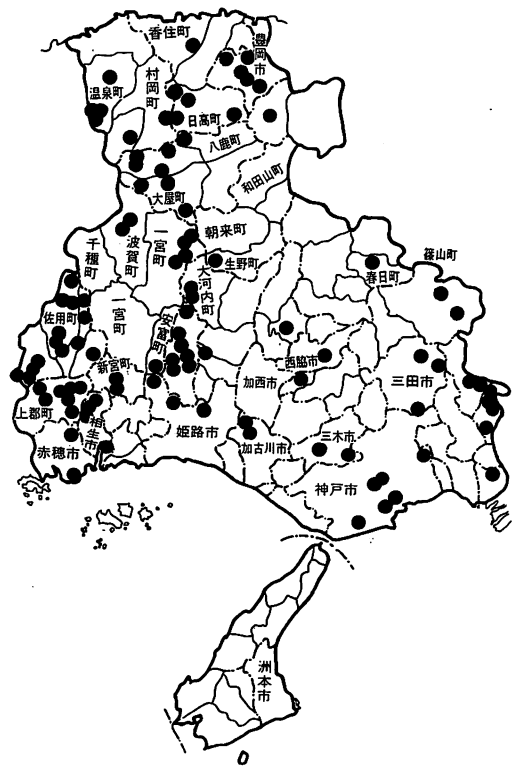 香住町
豊岡市
村岡町
温泉町
日高町
八鹿町
和田山町
大屋町
朝来町
一宮町
波賀町
千種町
生野町
大河内町
篠山町
春日町
一宮町
佐用町
安富町
西脇市
新宮町
加西市
三田市
上郡町
相生市
姫路市
加古川市
三木市
赤穂市
神戸市
洲本市